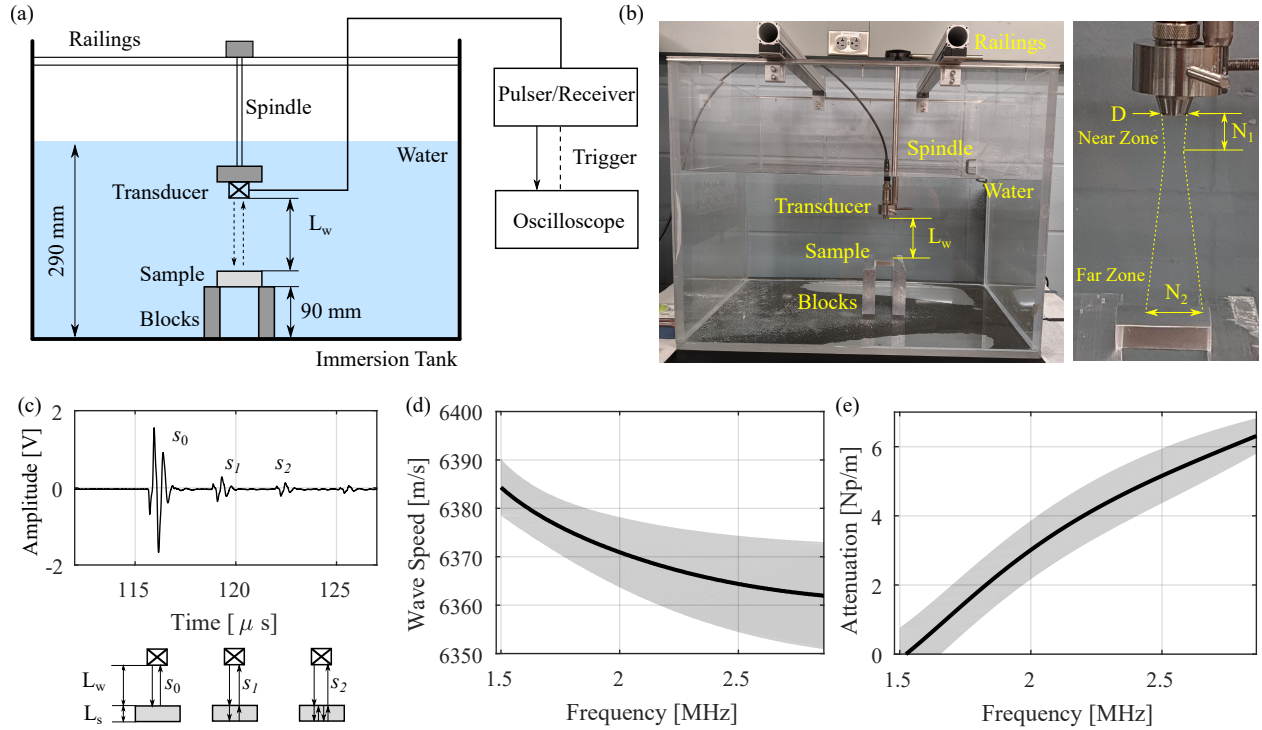 (a)
Railings
Spindle
Water
Transducer
L_w
290 mm
Sample
Blocks
90 mm
Immersion Tank
Pulser/Receiver
Trigger
Oscilloscope
(b)
Railings
Spindle
Water
Transducer
L_w
Sample
Blocks
D
N_1
Near Zone
Far Zone
N_2
(c)
2
0
-2
Amplitude [V]
s_0
s_1
s_2
115
120
125
Time [ μ s]
L_w
L_s
s_0
s_1
s_2
(d)
6400
6390
6380
6370
6360
6350
Wave Speed [m/s]
1.5
2
2.5
Frequency [MHz]
(e)
6
4
2
0
Attenuation [Np/m]
1.5
2
2.5
Frequency [MHz]